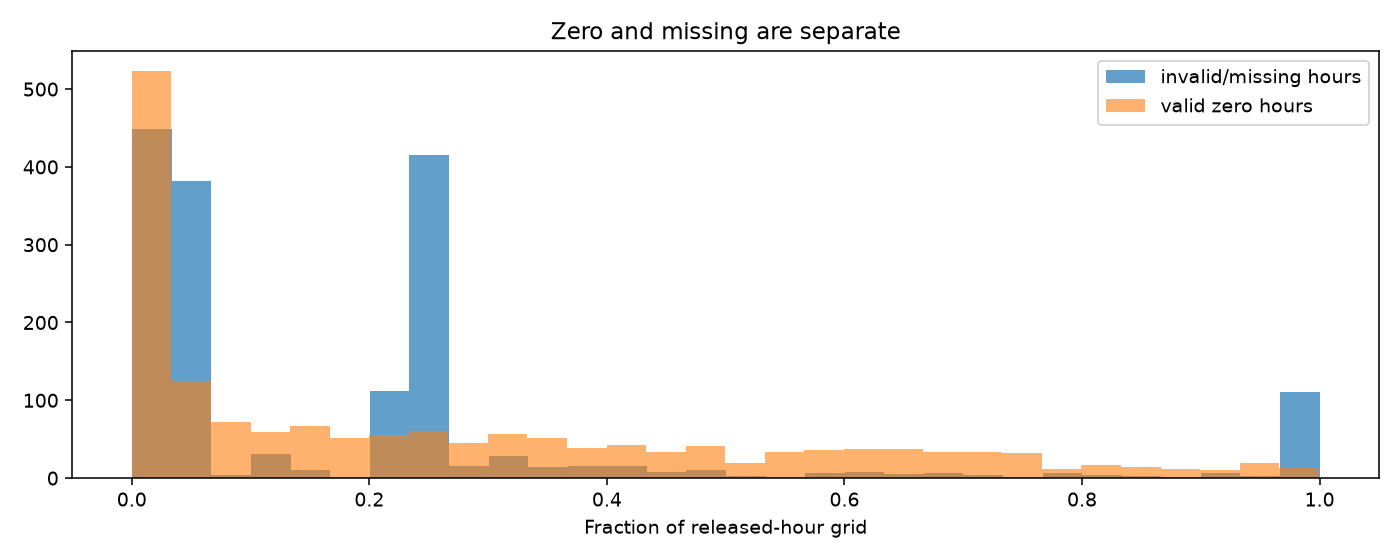 Zero and missing are separate
invalid/missing hours
valid zero hours
500
400
300
200
100
0
0.0 0.2 0.4 0.6 0.8 1.0
Fraction of released-hour grid